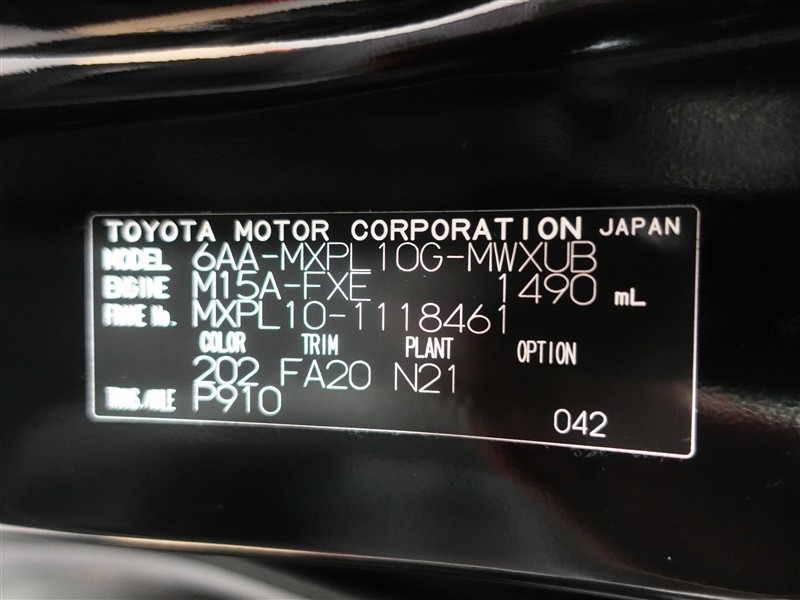 TOYOTA MOTOR CORPORATION JAPAN
MODEL 6AA-MXPL10G-MWXUB
ENGINE M15A-FXE 1490 mL
FRAME No. MXPL10-1118461
COLOR TRIM PLANT OPTION
202 FA20 N21
TRANS./AXLE P910
042